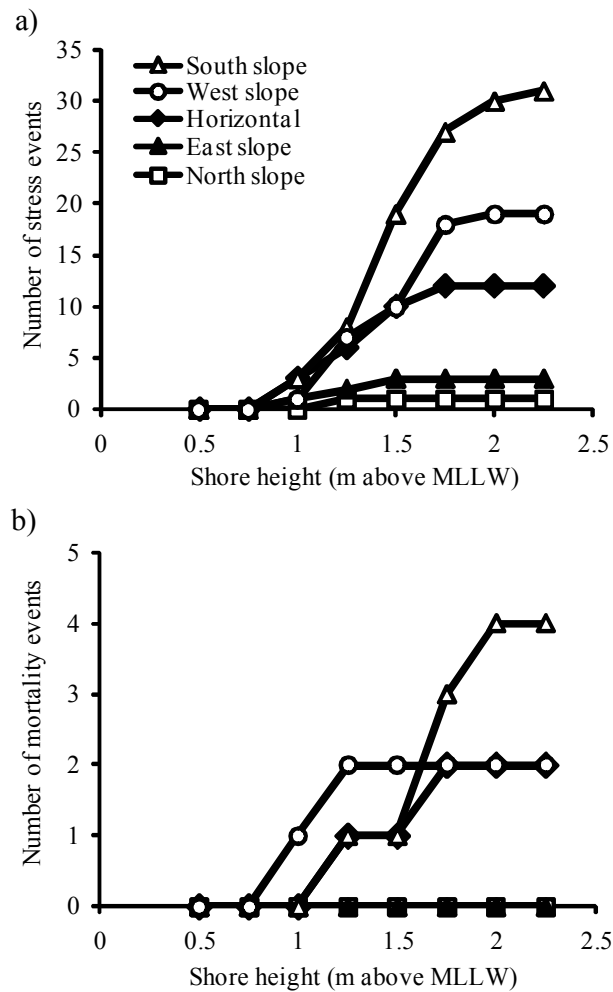 a)
35
30
25
20
15
10
5
0
Number of stress events
South slope
West slope
Horizontal
East slope
North slope
0 0.5 1 1.5 2 2.5
Shore height (m above MLLW)
b)
5
4
3
2
1
0
Number of mortality events
0 0.5 1 1.5 2 2.5
Shore height (m above MLLW)